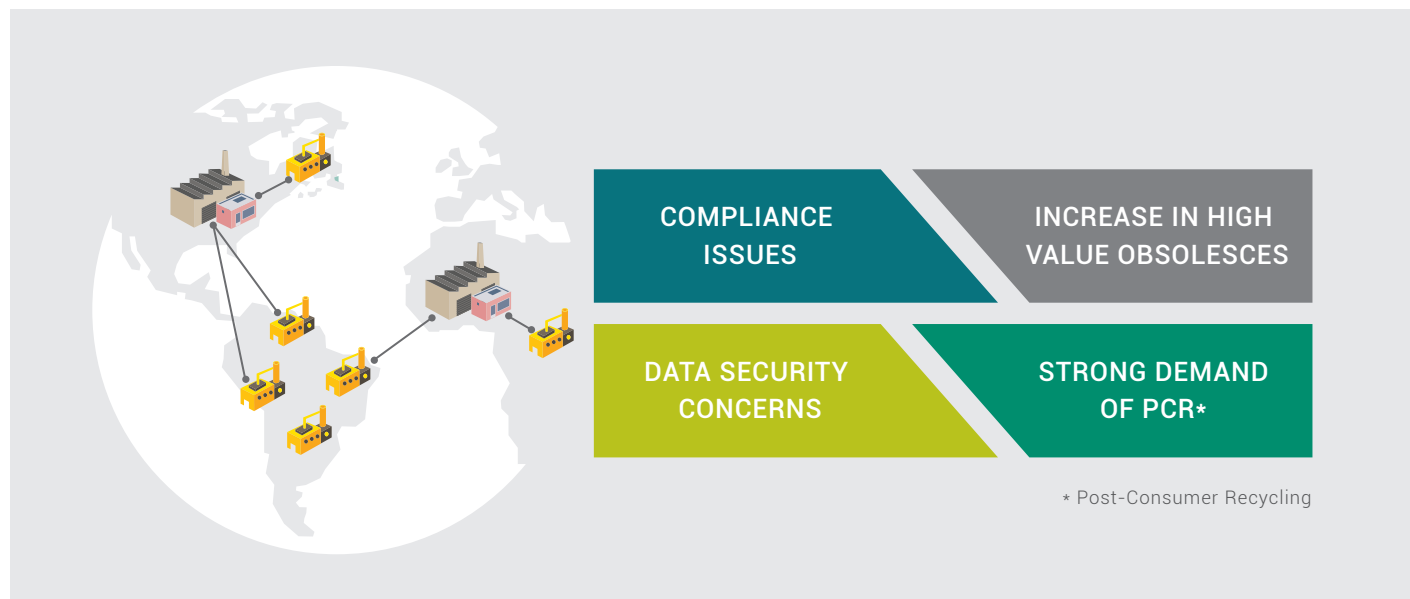 COMPLIANCE
ISSUES
INCREASE IN HIGH
VALUE OBSOLESCES
DATA SECURITY
CONCERNS
STRONG DEMAND
OF PCR*
* Post-Consumer Recycling